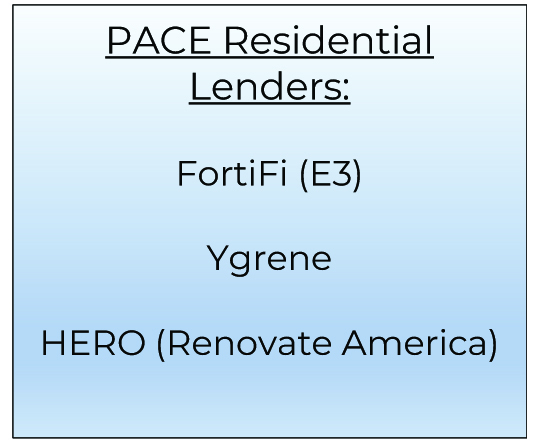 PACE Residential
Lenders:
FortiFi (E3)
Ygrene
HERO (Renovate America)